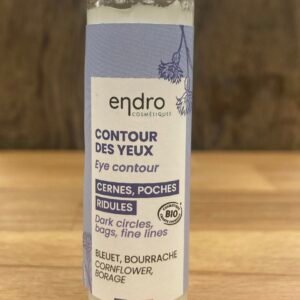 endro
COSMÉTIQUES
CONTOUR
DES YEUX
Eye contour
CERNES, POCHES
RIDULES
Dark circles,
bags, fine lines
BIO
BLEUET, BOURRACHE
CORNFLOWER,
BORAGE